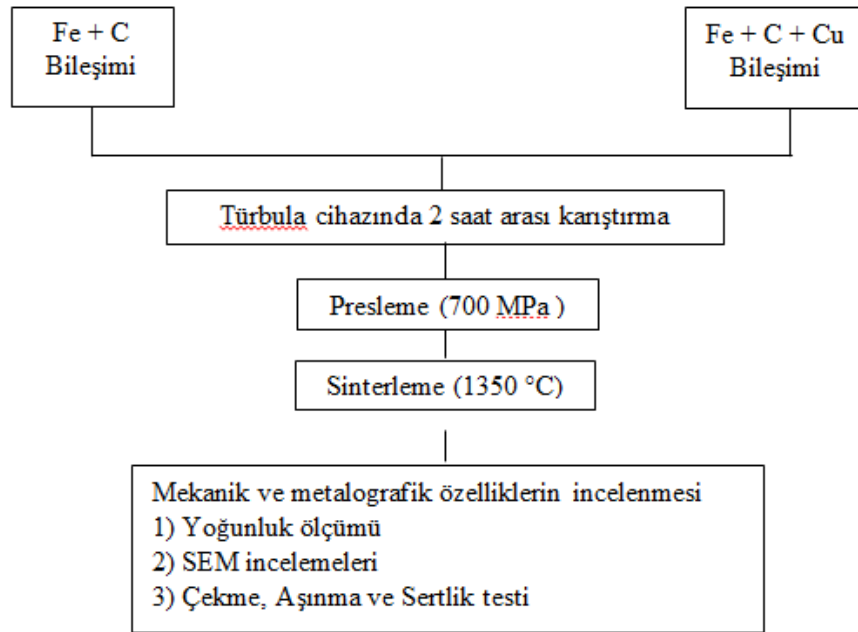 Fe + C
Bileşimi
Fe + C + Cu
Bileşimi
Türbula cihazında 2 saat arası karıştırma
Presleme (700 MPa )
Sinterleme (1350 °C)
Mekanik ve metalografik özelliklerin incelenmesi
1) Yoğunluk ölçümü
2) SEM incelemeleri
3) Çekme, Aşınma ve Sertlik testi